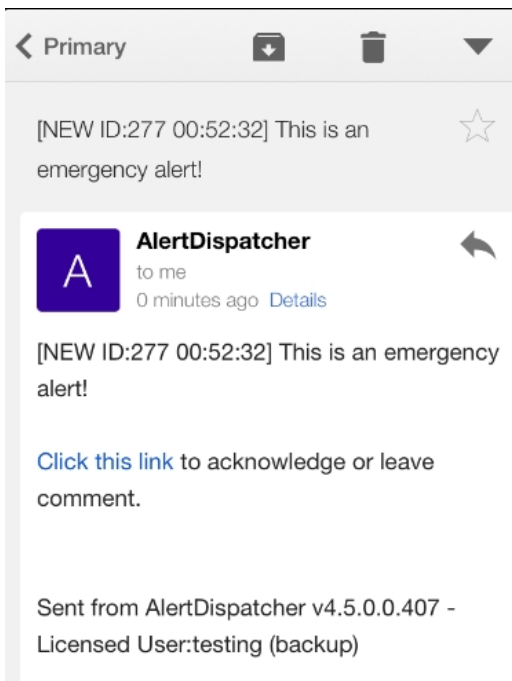 Primary
[NEW ID:277 00:52:32] This is an
emergency alert!
A
AlertDispatcher
to me
0 minutes ago Details
[NEW ID:277 00:52:32] This is an emergency
alert!
Click this link to acknowledge or leave
comment.
Sent from AlertDispatcher v4.5.0.0.407 -
Licensed User:testing (backup)